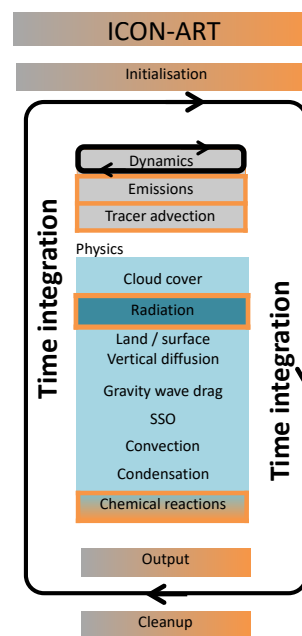 ICON-ART
Initialisation
Time integration
Dynamics
Emissions
Tracer advection
Physics
Cloud cover
Radiation
Land / surface
Vertical diffusion
Gravity wave drag
SSO
Convection
Condensation
Chemical reactions
Time integration
Output
Cleanup